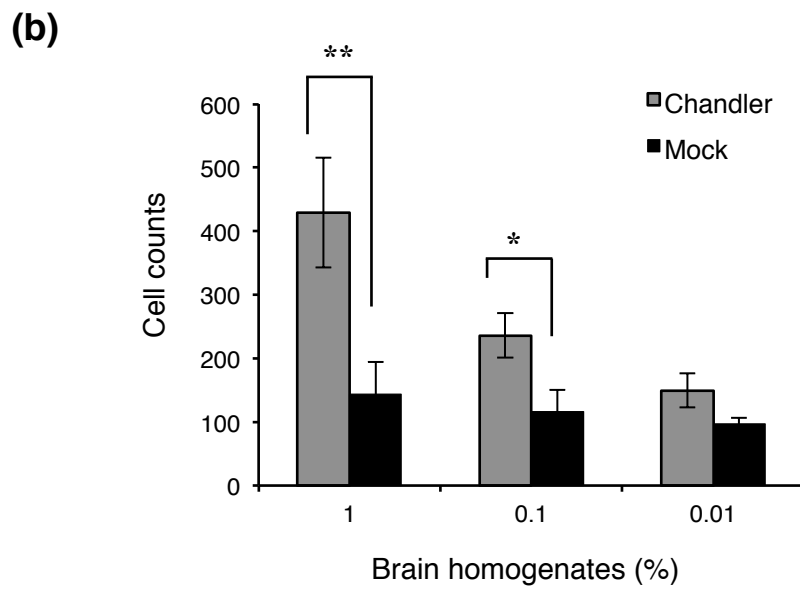 (b)
**
Chandler
Mock
*
600
500
400
300
200
100
0
Cell counts
1 0.1 0.01
Brain homogenates (%)